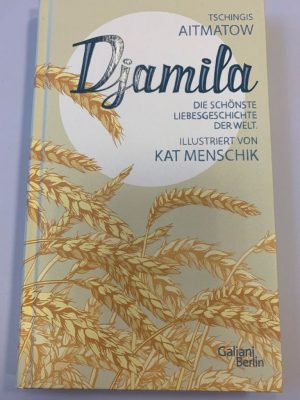 TSCHINGIS
AITMATOW
Djamila
DIE SCHÖNSTE
LIEBESGESCHICHTE
DER WELT.
ILLUSTRIERT VON
KAT MENSCHIK
Galiani
Berlin